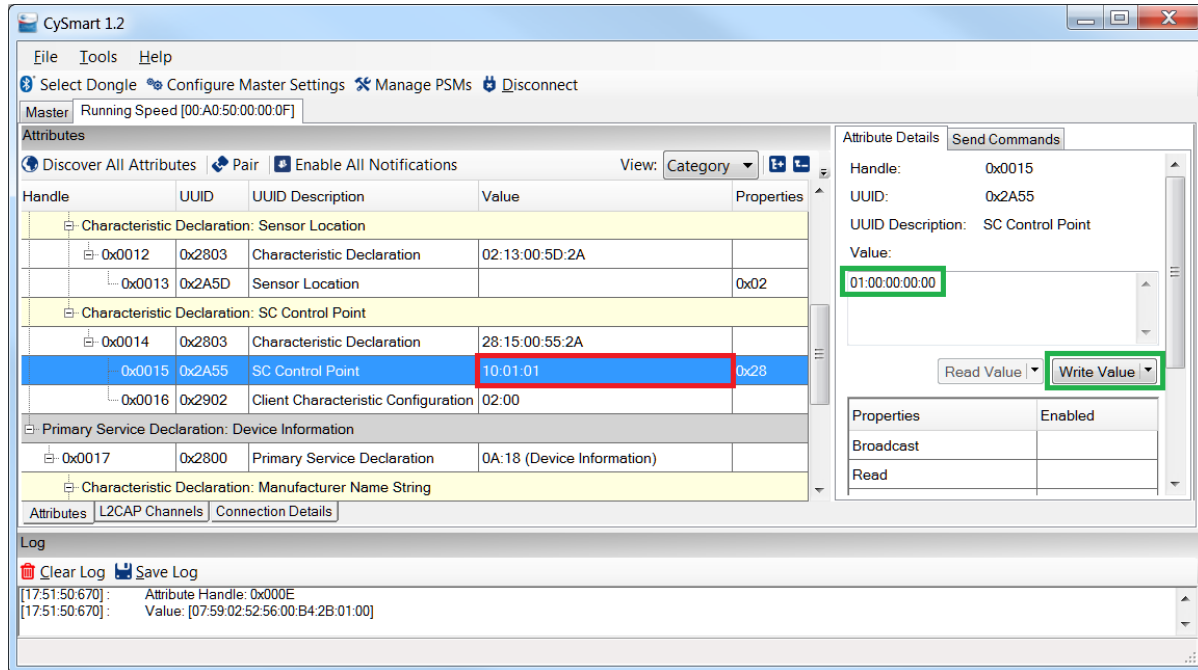 CySmart 1.2
File Tools Help
Select Dongle Configure Master Settings Manage PSMs Disconnect
Master Running Speed [00:A0:50:00:00:0F]
Attributes
Discover All Attributes Pair Enable All Notifications View: Category
Handle UUID UUID Description Value Properties
Characteristic Declaration: Sensor Location
0x0012 0x2803 Characteristic Declaration 02:13:00:5D:2A
0x0013 0x2A5D Sensor Location 0x02
Characteristic Declaration: SC Control Point
0x0014 0x2803 Characteristic Declaration 28:15:00:55:2A
0x0015 0x2A55 SC Control Point 10:01:01 0x28
0x0016 0x2902 Client Characteristic Configuration 02:00
Primary Service Declaration: Device Information
0x0017 0x2800 Primary Service Declaration 0A:18 (Device Information)
Characteristic Declaration: Manufacturer Name String
Attributes L2CAP Channels Connection Details
Attribute Details Send Commands
Handle: 0x0015
UUID: 0x2A55
UUID Description: SC Control Point
Value:
01:00:00:00:00
Read Value Write Value
Properties Enabled
Broadcast
Read
Log
Clear Log Save Log
[17:51:50:670] : Attribute Handle: 0x000E
[17:51:50:670] : Value: [07:59:02:52:56:00:B4:2B:01:00]